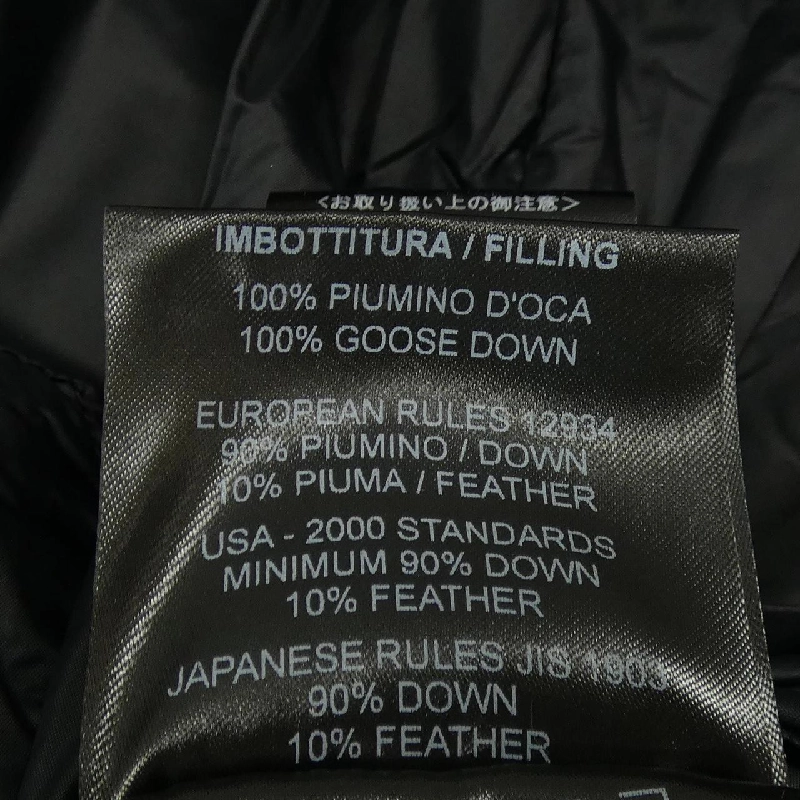 <お取り扱い上の御注意>
IMBOTTITURA / FILLING
100% PIUMINO D'OCA
100% GOOSE DOWN
EUROPEAN RULES 12934
90% PIUMINO / DOWN
10% PIUMA / FEATHER
USA - 2000 STANDARDS
MINIMUM 90% DOWN
10% FEATHER
JAPANESE RULES JIS 1903
90% DOWN
10% FEATHER